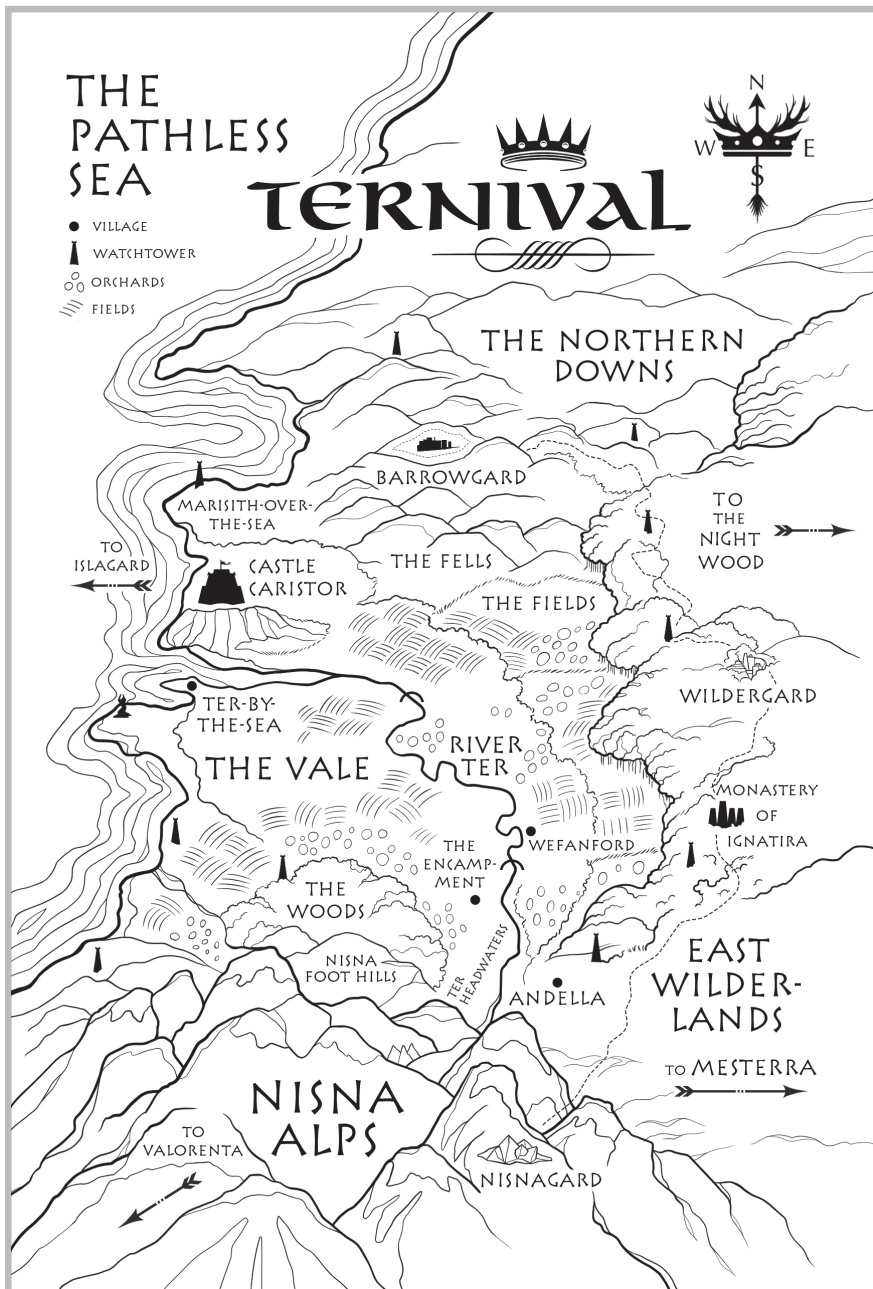 THE
PATHLESS
SEA
VILLAGE
WATCHTOWER
ORCHARDS
FIELDS
TERNIVAL
N
W E
S
THE NORTHERN
DOWNS
BARROWGARD
MARISITH-OVER-
THE-SEA
TO
THE
NIGHT
WOOD
TO
ISLAGARD
CASTLE
CARISTOR
THE FELLS
THE FIELDS
WILDERGARD
TER-BY-
THE-SEA
RIVER
TER
THE VALE
MONASTERY
OF
IGNATIRA
WEFANFORD
THE
ENCAMP-
MENT
THE
WOODS
NISNA
FOOT HILLS
TER
HEADWATERS
ANDELLA
EAST
WILDER-
LANDS
TO MESTERRA
NISNA
ALPS
TO
VALORENTA
NISNAGARD